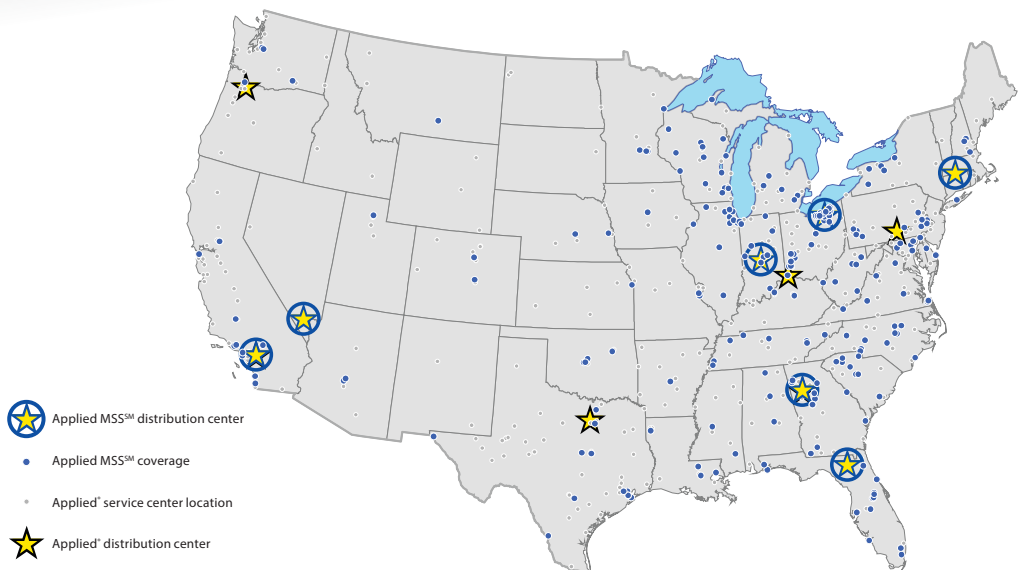 Applied MSS℠ distribution center
Applied MSS℠ coverage
Applied® service center location
Applied® distribution center